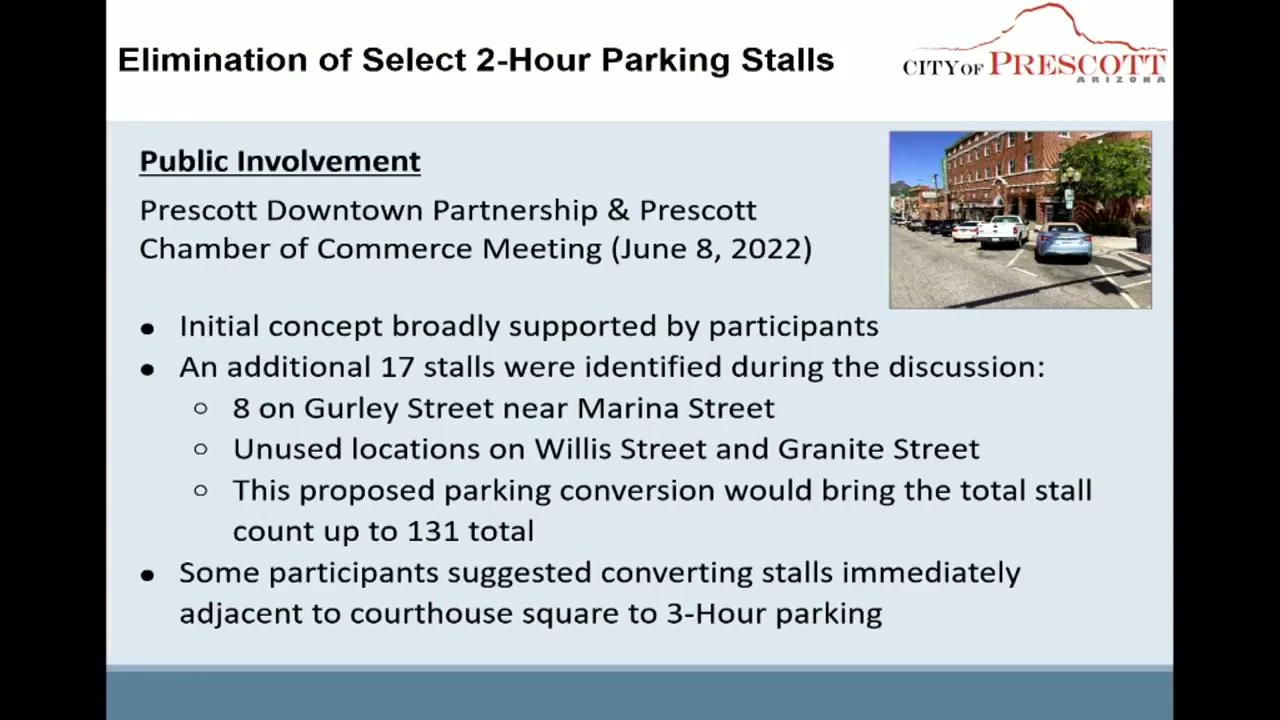 Elimination of Select 2-Hour Parking Stalls
CITY OF PRESCOTT
ARIZONA
Public Involvement
Prescott Downtown Partnership & Prescott
Chamber of Commerce Meeting (June 8, 2022)
● Initial concept broadly supported by participants
● An additional 17 stalls were identified during the discussion:
○ 8 on Gurley Street near Marina Street
○ Unused locations on Willis Street and Granite Street
○ This proposed parking conversion would bring the total stall
count up to 131 total
● Some participants suggested converting stalls immediately
adjacent to courthouse square to 3-Hour parking